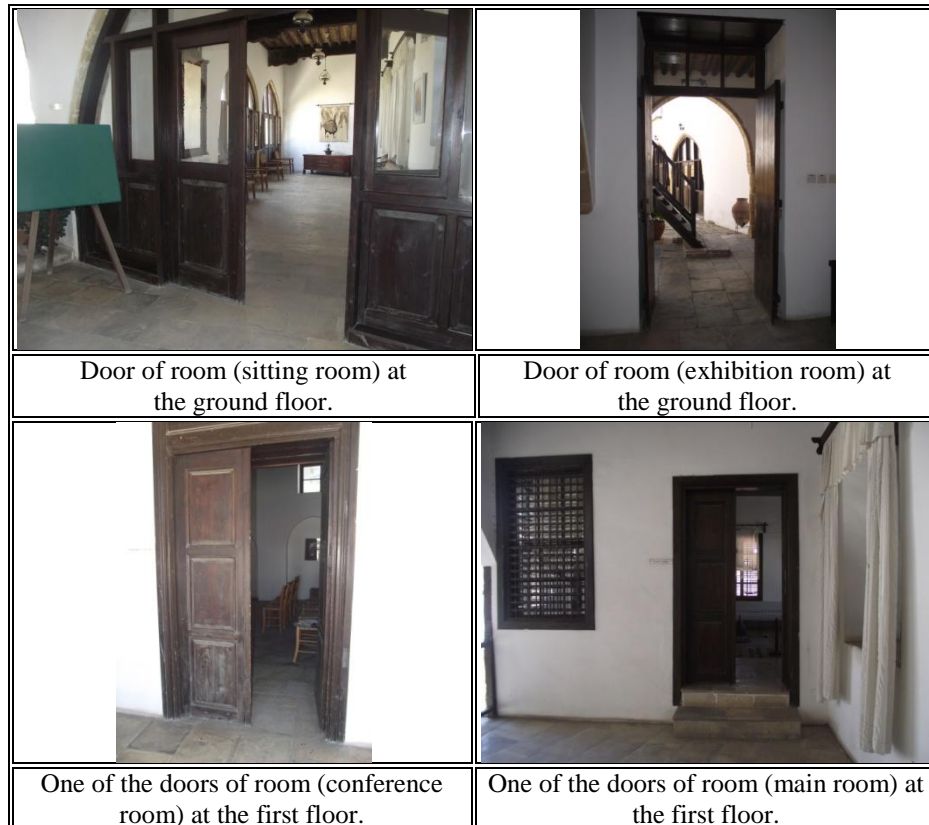 Door of room (sitting room) at
the ground floor.
Door of room (exhibition room) at
the ground floor.
One of the doors of room (conference
room) at the first floor.
One of the doors of room (main room) at
the first floor.